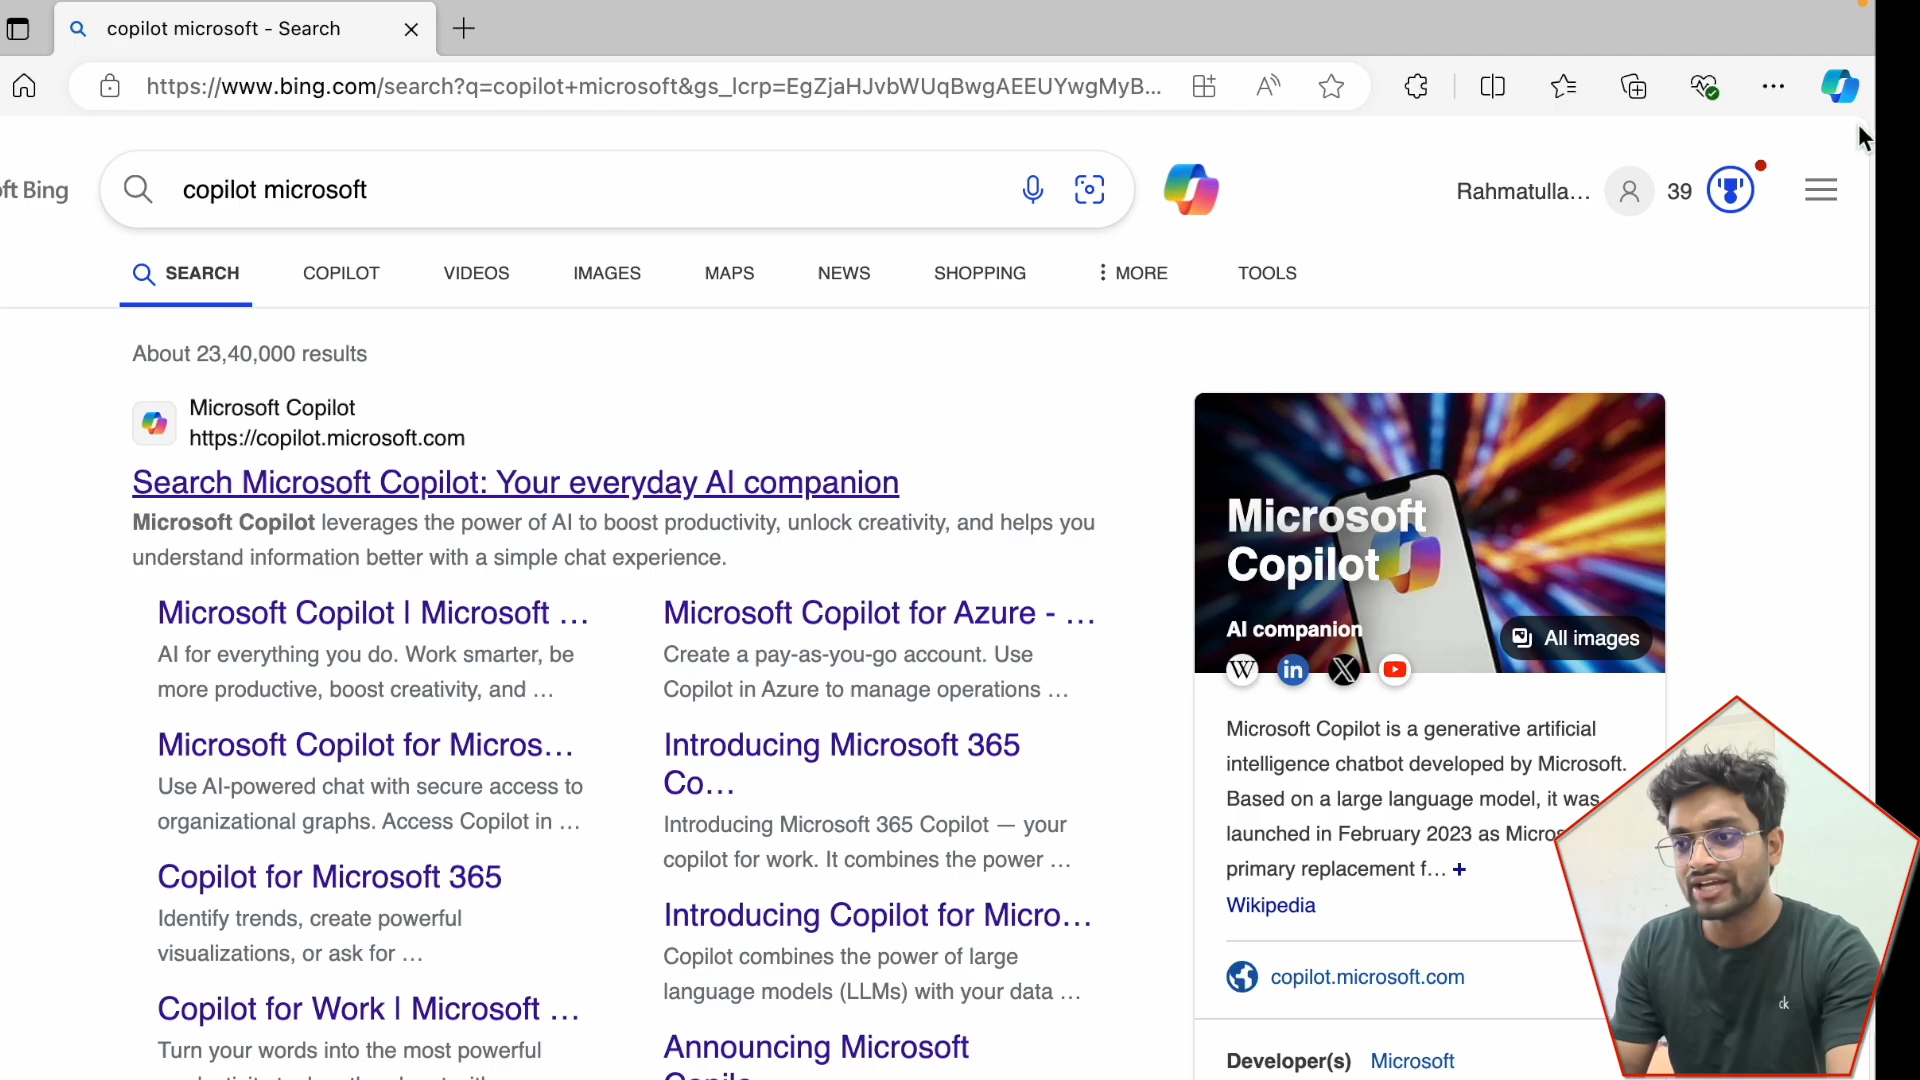 copilot microsoft - Search
https://www.bing.com/search?q=copilot+microsoft&gs_lcrp=EgZjaHJvbWUqBwgAEEUYwgMyB...
oft Bing
copilot microsoft
Rahmatulla...
39
SEARCH
COPILOT
VIDEOS
IMAGES
MAPS
NEWS
SHOPPING
MORE
TOOLS
About 23,40,000 results
Microsoft Copilot
https://copilot.microsoft.com
Search Microsoft Copilot: Your everyday AI companion
Microsoft Copilot leverages the power of AI to boost productivity, unlock creativity, and helps you
understand information better with a simple chat experience.
Microsoft Copilot | Microsoft ...
AI for everything you do. Work smarter, be
more productive, boost creativity, and ...
Microsoft Copilot for Micros...
Use AI-powered chat with secure access to
organizational graphs. Access Copilot in ...
Copilot for Microsoft 365
Identify trends, create powerful
visualizations, or ask for ...
Copilot for Work | Microsoft ...
Turn your words into the most powerful
Microsoft Copilot for Azure - ...
Create a pay-as-you-go account. Use
Copilot in Azure to manage operations ...
Introducing Microsoft 365
Co...
Introducing Microsoft 365 Copilot — your
copilot for work. It combines the power ...
Introducing Copilot for Micro...
Copilot combines the power of large
language models (LLMs) with your data ...
Announcing Microsoft
Microsoft
Copilot
AI companion
All images
W
in
X
Microsoft Copilot is a generative artificial
intelligence chatbot developed by Microsoft.
Based on a large language model, it was
launched in February 2023 as Micros
primary replacement f... +
Wikipedia
copilot.microsoft.com
Developer(s) Microsoft
ck